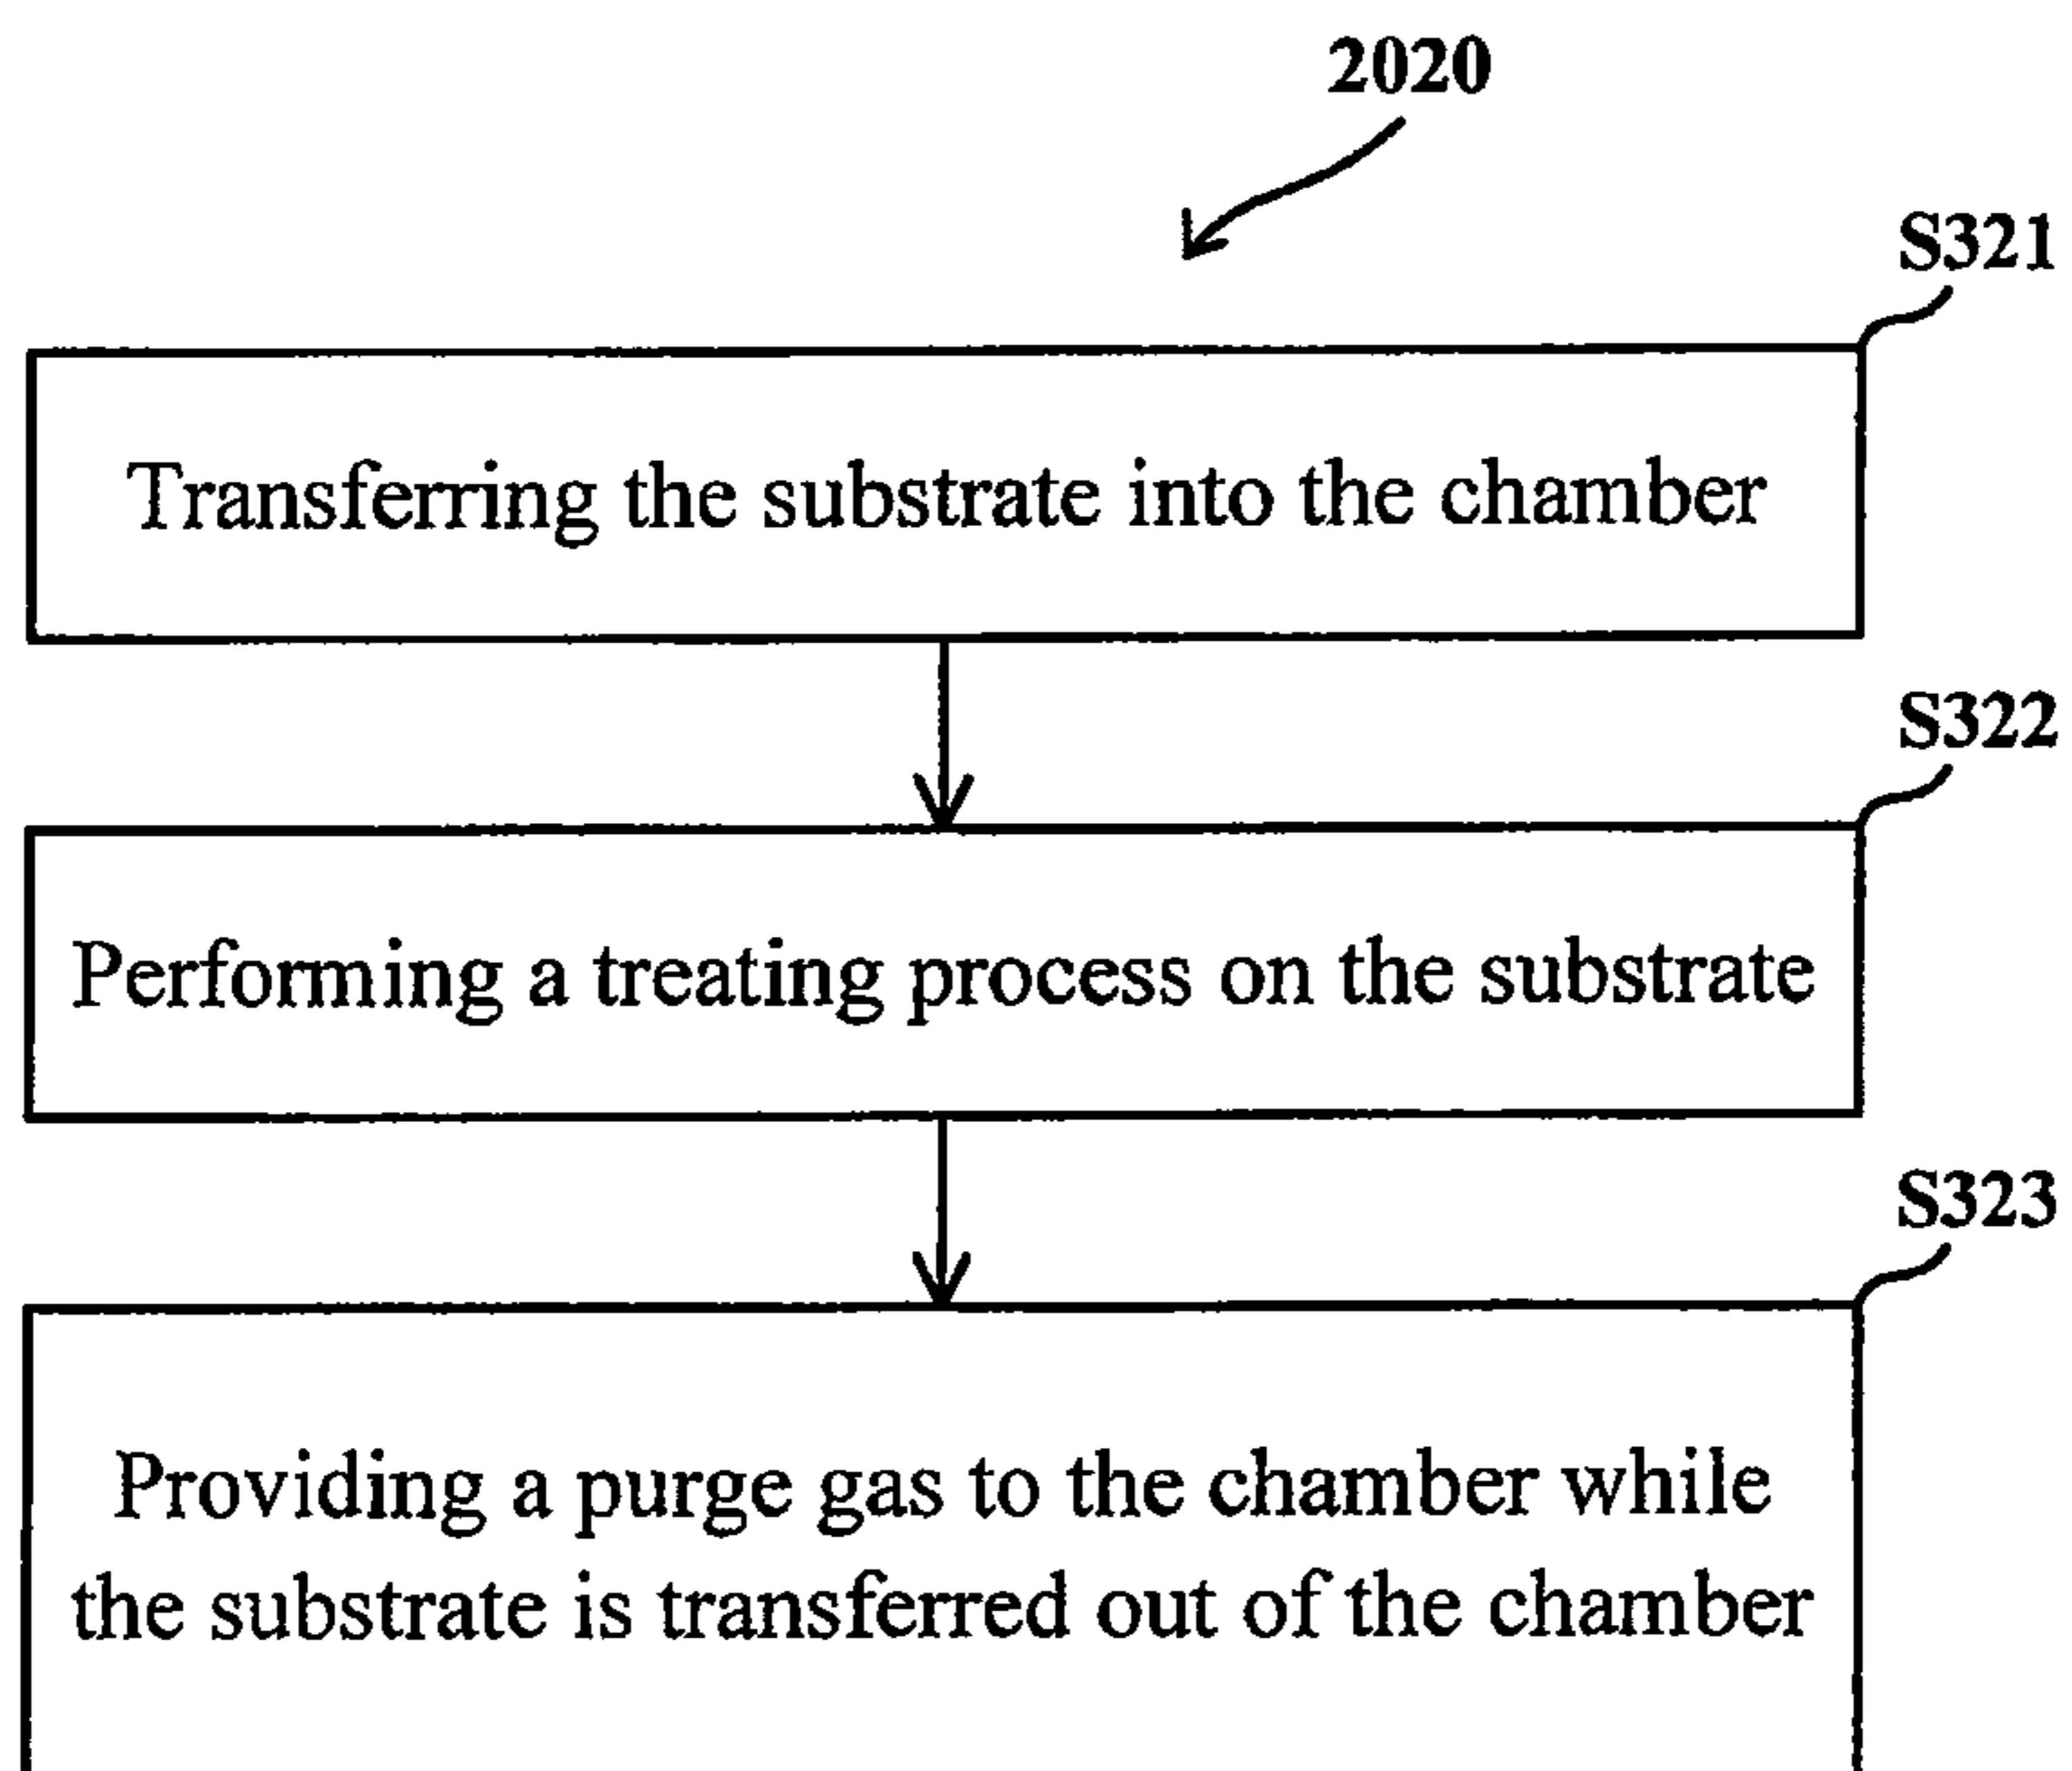 2020
S321
Transferring the substrate into the chamber
S322
Performing a treating process on the substrate
S323
Providing a purge gas to the chamber while
the substrate is transferred out of the chamber